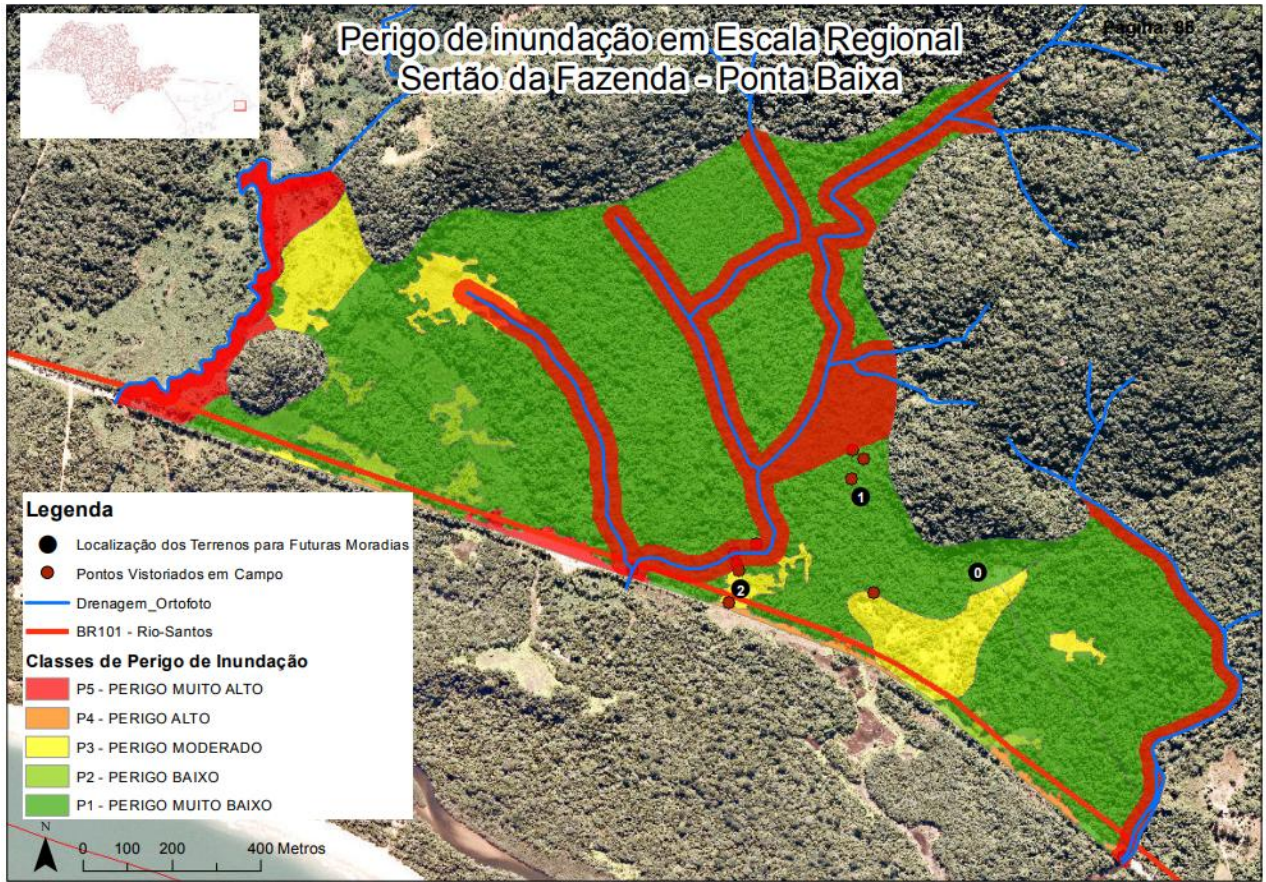 Perigo de inundação em Escala Regional
Sertão da Fazenda - Ponta Baixa
Pagina: 86
1
0
2
Legenda
Localização dos Terrenos para Futuras Moradias
Pontos Vistoriados em Campo
Drenagem_Ortofoto
BR101 - Rio-Santos
Classes de Perigo de Inundação
P5 - PERIGO MUITO ALTO
P4 - PERIGO ALTO
P3 - PERIGO MODERADO
P2 - PERIGO BAIXO
P1 - PERIGO MUITO BAIXO
N
0 100 200 400 Metros